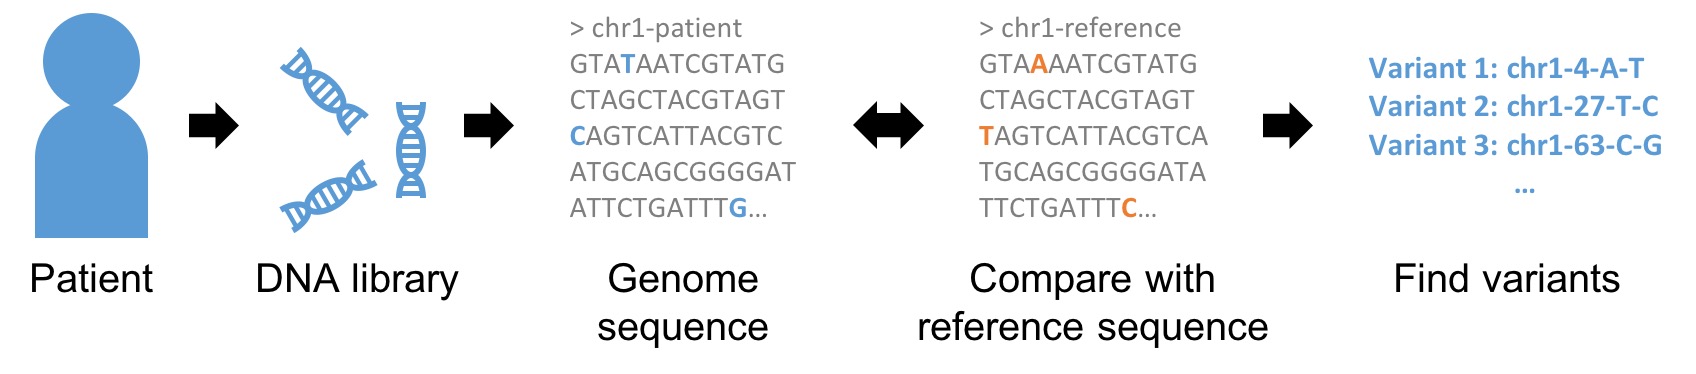 > chr1-patient
GTATAATCGTATG
CTAGCTACGTAGT
CAGTCATTACGTC
ATGCAGCGGGGAT
ATTCTGATTTG...
> chr1-reference
GTAAAATCGTATG
CTAGCTACGTAGT
TAGTCATTACGTCA
TGCAGCGGGGATA
TTCTGATTTC...
Variant 1: chr1-4-A-T
Variant 2: chr1-27-T-C
Variant 3: chr1-63-C-G
...
Patient
DNA library
Genome
sequence
Compare with
reference sequence
Find variants